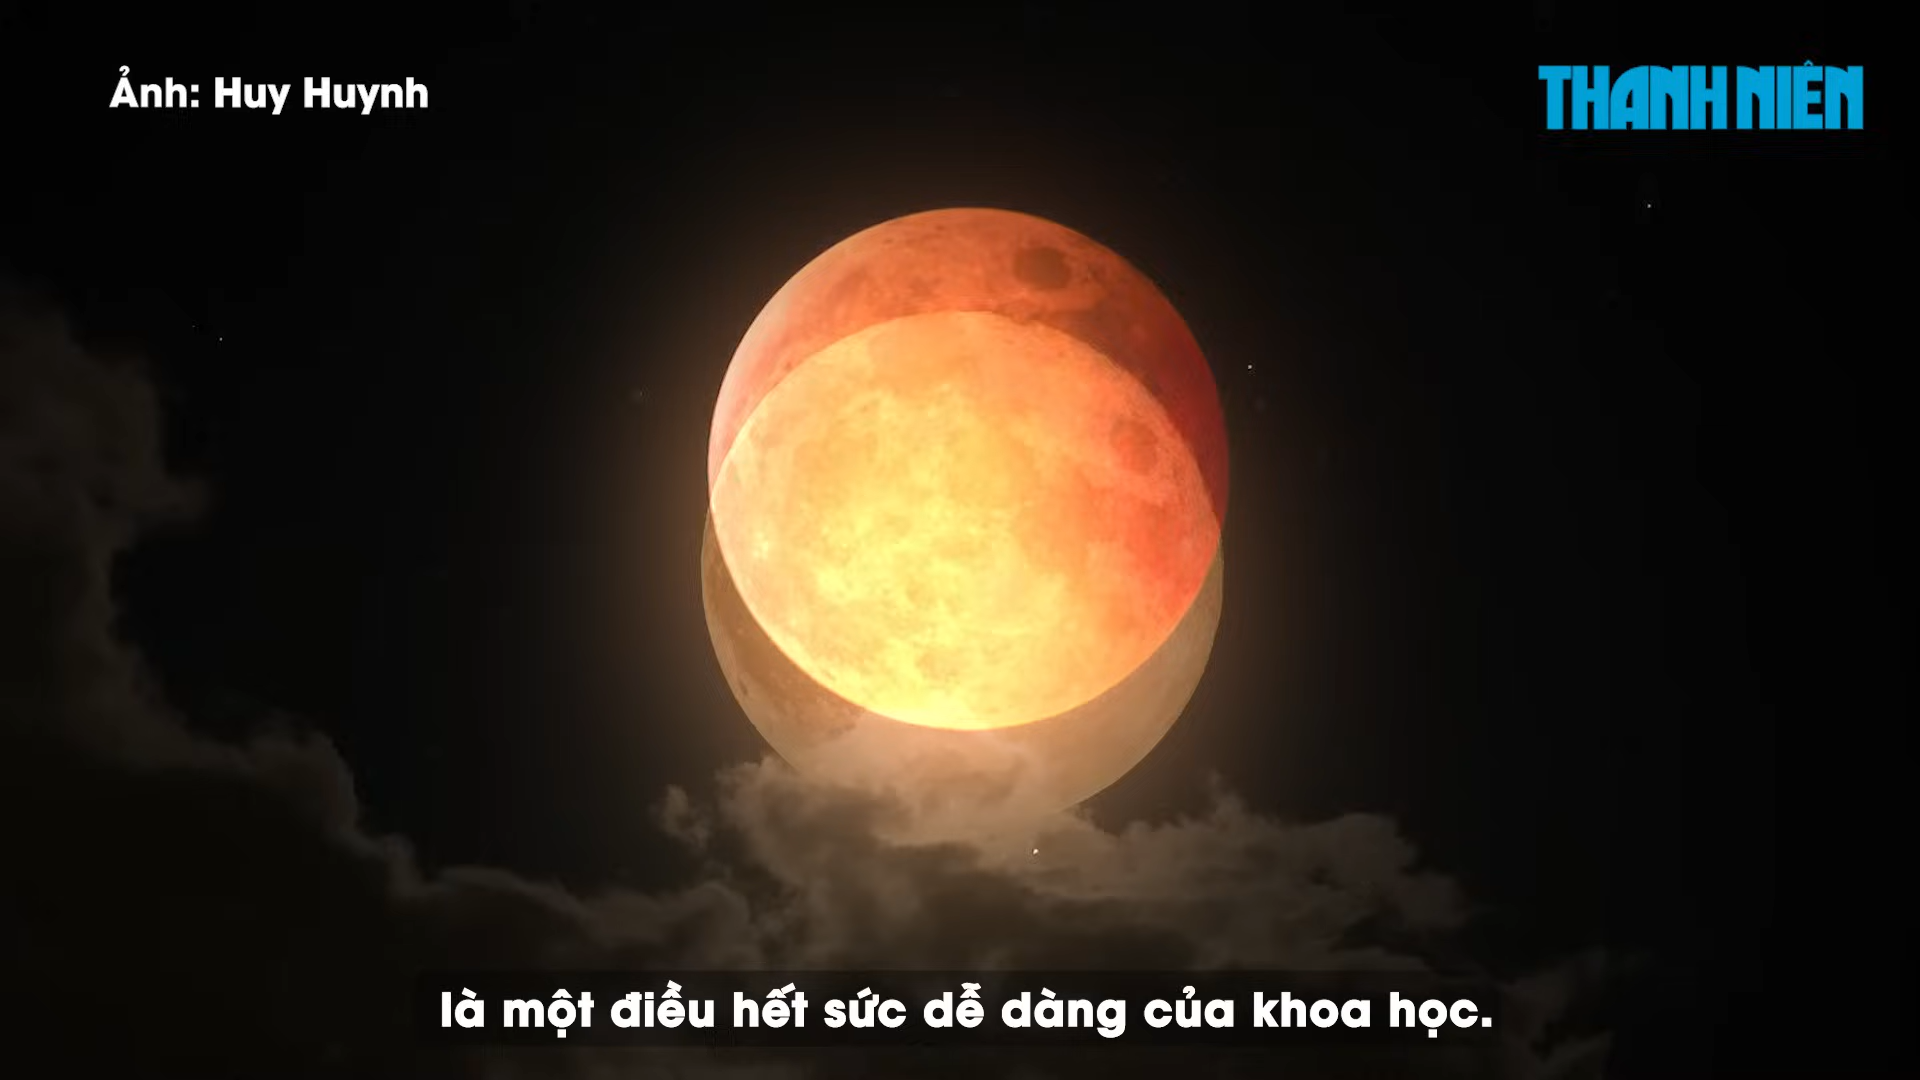 Ảnh: Huy Huynh
THANH NIÊN
là một điều hết sức dễ dàng của khoa học.